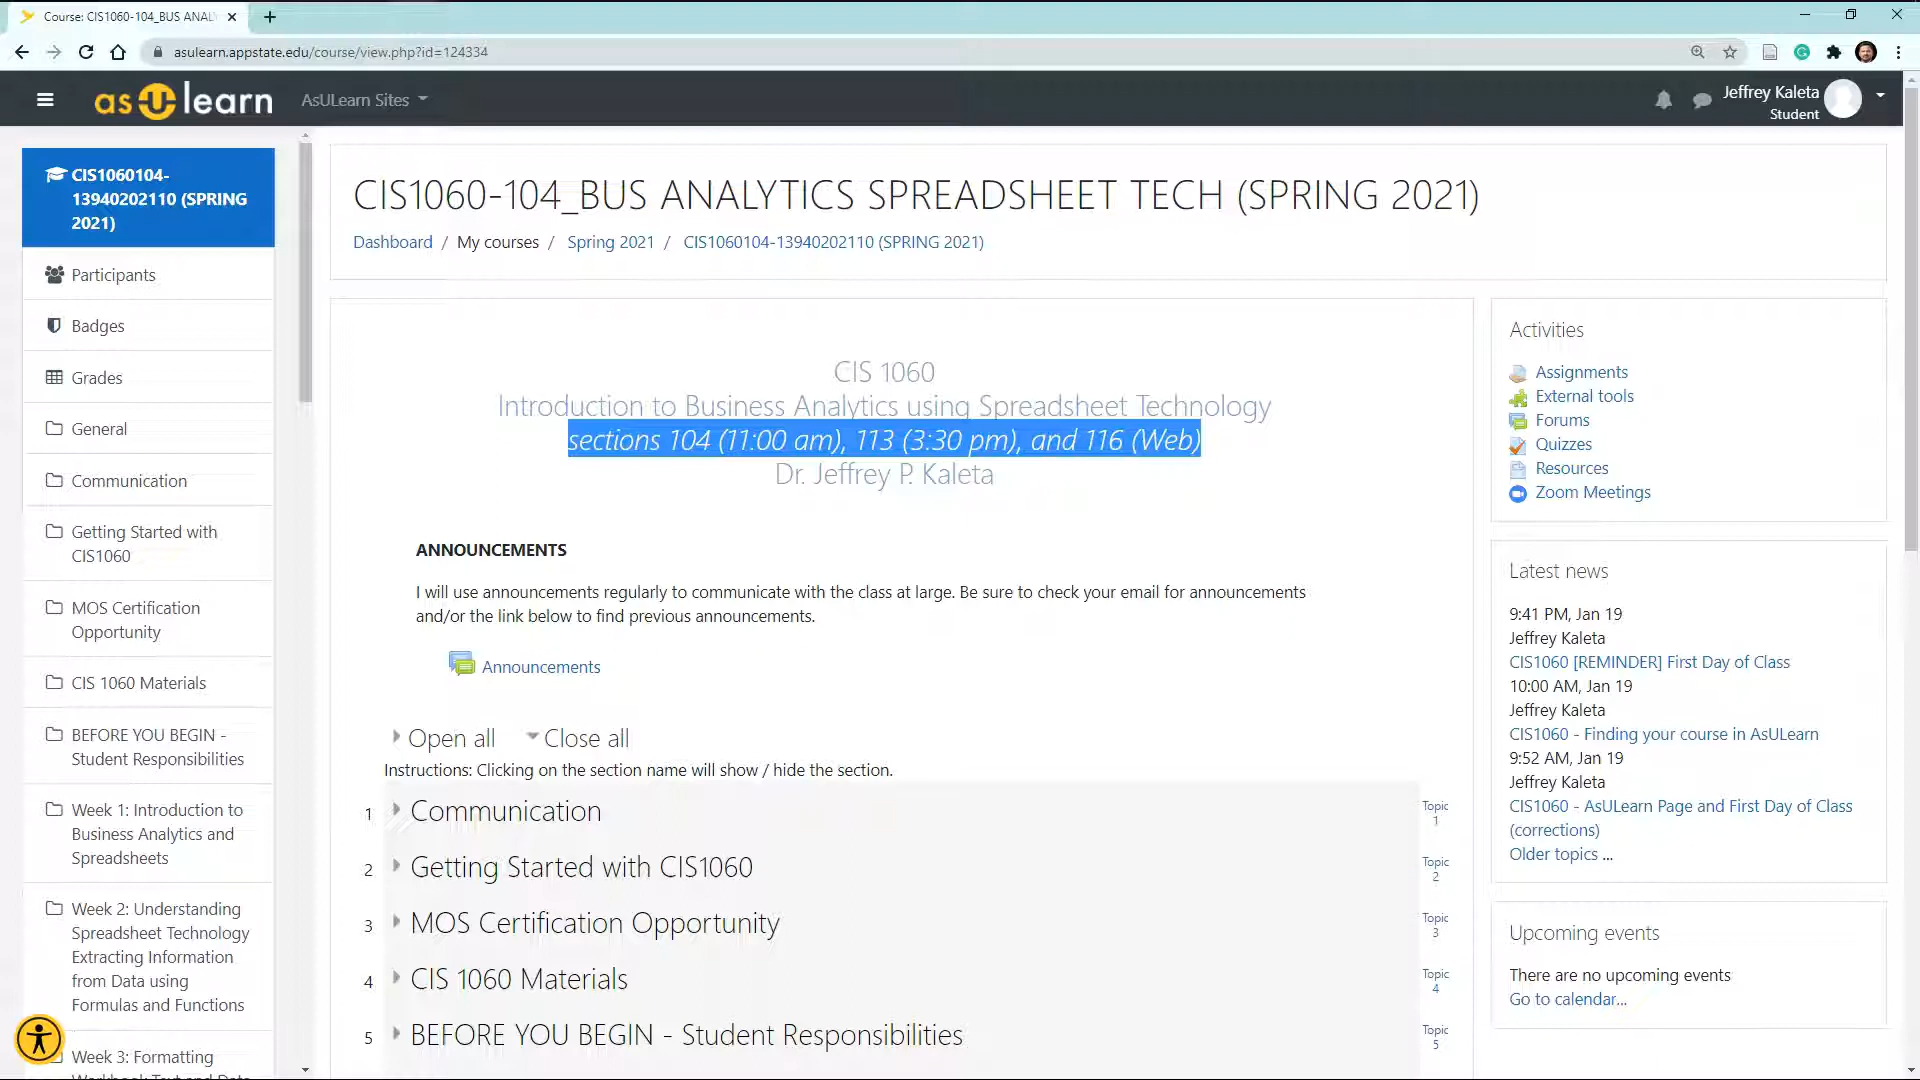 Course: CIS1060-104_BUS ANAL
asulearn.appstate.edu/course/view.php?id=124334
asULearn
AsULearn Sites
Jeffrey Kaleta
Student
CIS1060104-
13940202110 (SPRING
2021)
Participants
Badges
Grades
General
Communication
Getting Started with
CIS1060
MOS Certification
Opportunity
CIS 1060 Materials
BEFORE YOU BEGIN -
Student Responsibilities
Week 1: Introduction to
Business Analytics and
Spreadsheets
Week 2: Understanding
Spreadsheet Technology
Extracting Information
from Data using
Formulas and Functions
Week 3: Formatting
CIS1060-104_BUS ANALYTICS SPREADSHEET TECH (SPRING 2021)
Dashboard / My courses / Spring 2021 / CIS1060104-13940202110 (SPRING 2021)
CIS 1060
Introduction to Business Analytics using Spreadsheet Technology
sections 104 (11:00 am), 113 (3:30 pm), and 116 (Web)
Dr. Jeffrey P. Kaleta
ANNOUNCEMENTS
I will use announcements regularly to communicate with the class at large. Be sure to check your email for announcements
and/or the link below to find previous announcements.
Announcements
Open all Close all
Instructions: Clicking on the section name will show / hide the section.
1 Communication Topic 1
2 Getting Started with CIS1060 Topic 2
3 MOS Certification Opportunity Topic 3
4 CIS 1060 Materials Topic 4
5 BEFORE YOU BEGIN - Student Responsibilities Topic 5
Activities
Assignments
External tools
Forums
Quizzes
Resources
Zoom Meetings
Latest news
9:41 PM, Jan 19
Jeffrey Kaleta
CIS1060 [REMINDER] First Day of Class
10:00 AM, Jan 19
Jeffrey Kaleta
CIS1060 - Finding your course in AsULearn
9:52 AM, Jan 19
Jeffrey Kaleta
CIS1060 - AsULearn Page and First Day of Class
(corrections)
Older topics ...
Upcoming events
There are no upcoming events
Go to calendar...